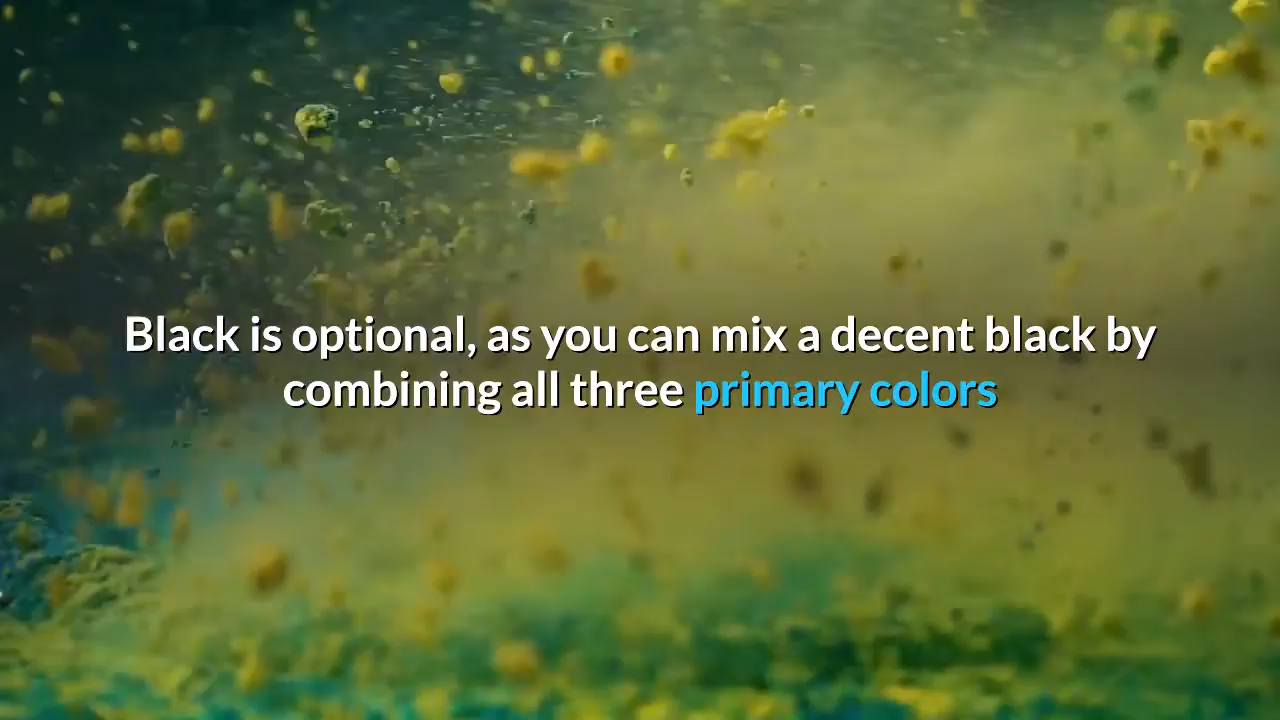 Black is optional, as you can mix a decent black by
combining all three primary colors